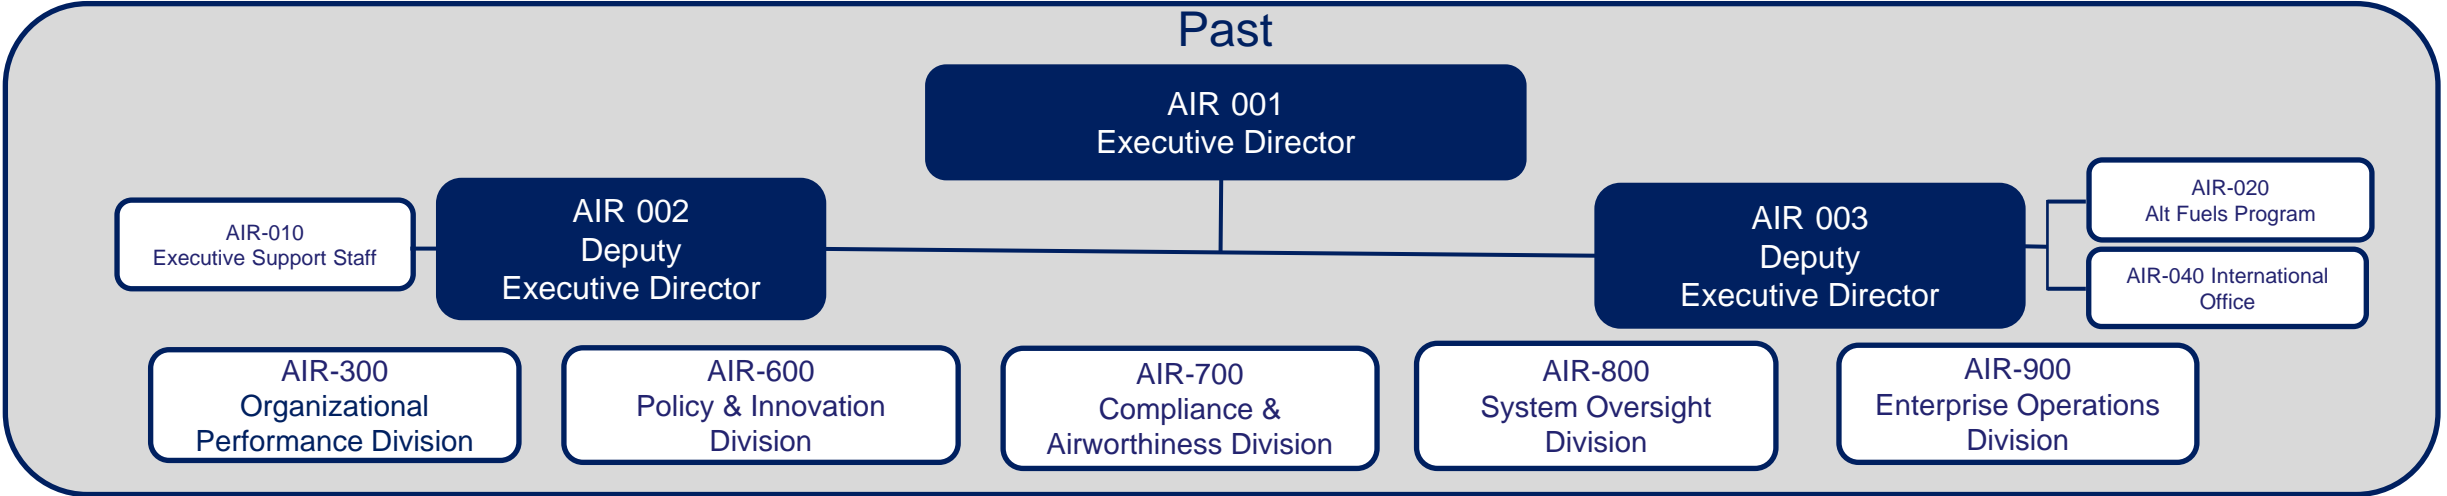 Past
AIR 001
Executive Director
AIR-010
Executive Support Staff
AIR 002
Deputy
Executive Director
AIR 003
Deputy
Executive Director
AIR-020
Alt Fuels Program
AIR-040 International
Office
AIR-300
Organizational
Performance Division
AIR-600
Policy & Innovation
Division
AIR-700
Compliance &
Airworthiness Division
AIR-800
System Oversight
Division
AIR-900
Enterprise Operations
Division